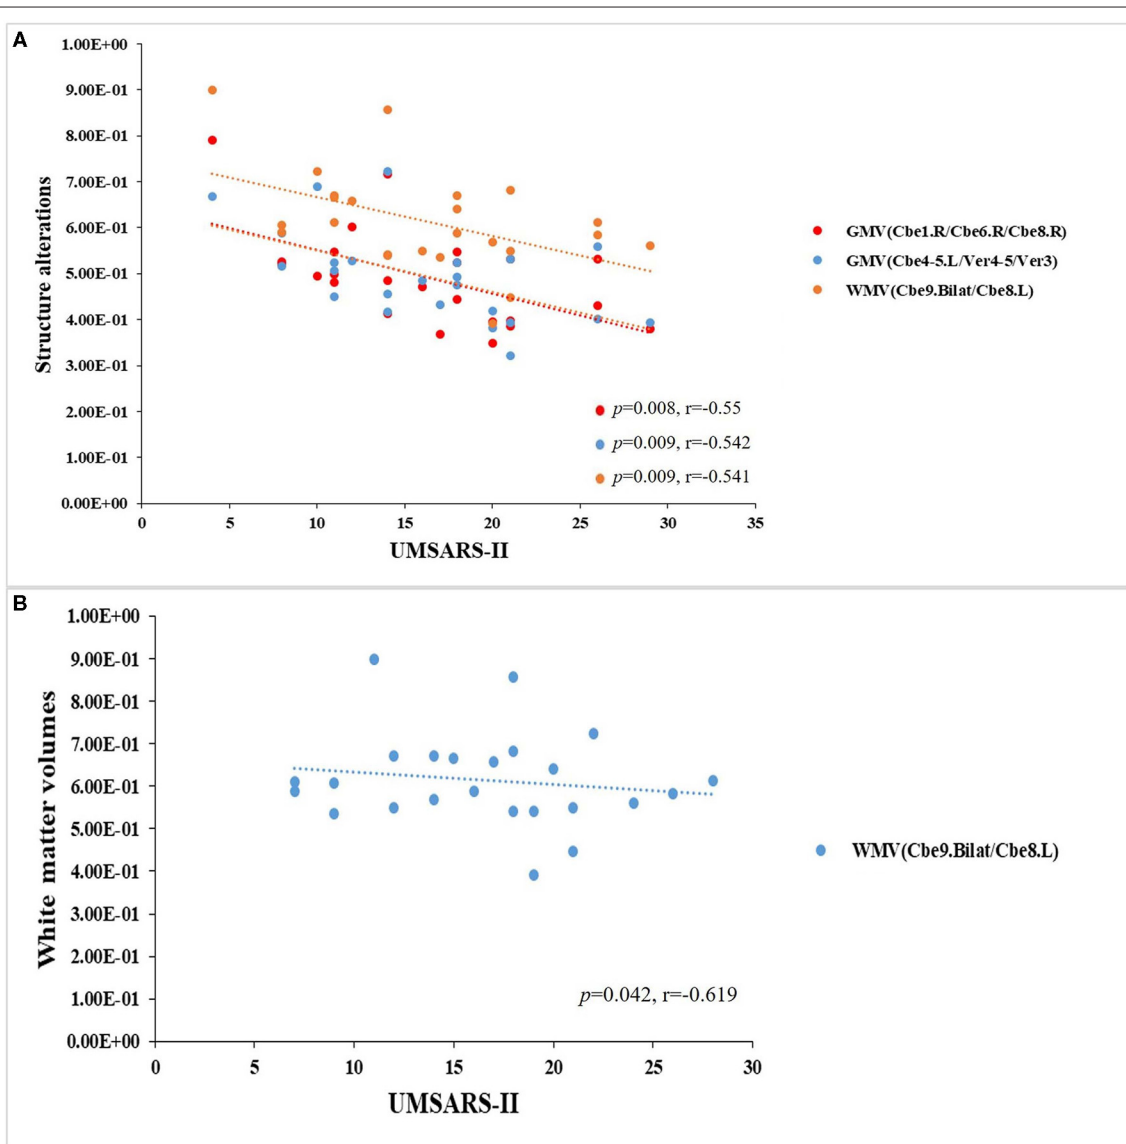 A
1.00E+00
9.00E-01
8.00E-01
7.00E-01
6.00E-01
5.00E-01
4.00E-01
3.00E-01
2.00E-01
1.00E-01
0.00E+00
Structure alterations
0 5 10 15 20 25 30 35
UMSARS-II
GMV(Cbe1.R/Cbe6.R/Cbe8.R)
GMV(Cbe4-5.L/Ver4-5/Ver3)
WMV(Cbe9.Bilat/Cbe8.L)
p=0.008, r=-0.55
p=0.009, r=-0.542
p=0.009, r=-0.541
B
1.00E+00
9.00E-01
8.00E-01
7.00E-01
6.00E-01
5.00E-01
4.00E-01
3.00E-01
2.00E-01
1.00E-01
0.00E+00
White matter volumes
0 5 10 15 20 25 30
UMSARS-II
WMV(Cbe9.Bilat/Cbe8.L)
p=0.042, r=-0.619